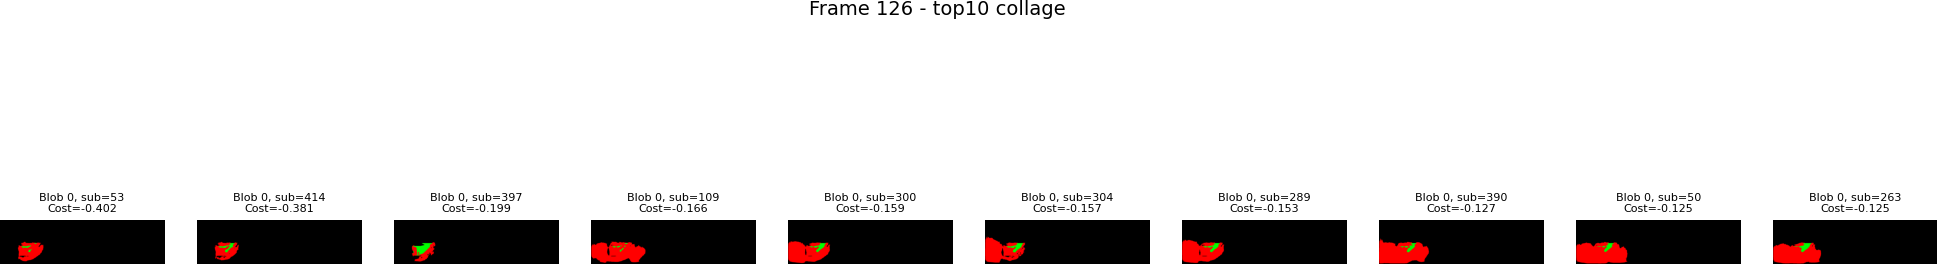 Frame 126 - top10 collage
Blob 0, sub=53
Cost=-0.402
Blob 0, sub=414
Cost=-0.381
Blob 0, sub=397
Cost=-0.199
Blob 0, sub=109
Cost=-0.166
Blob 0, sub=300
Cost=-0.159
Blob 0, sub=304
Cost=-0.157
Blob 0, sub=289
Cost=-0.153
Blob 0, sub=390
Cost=-0.127
Blob 0, sub=50
Cost=-0.125
Blob 0, sub=263
Cost=-0.125